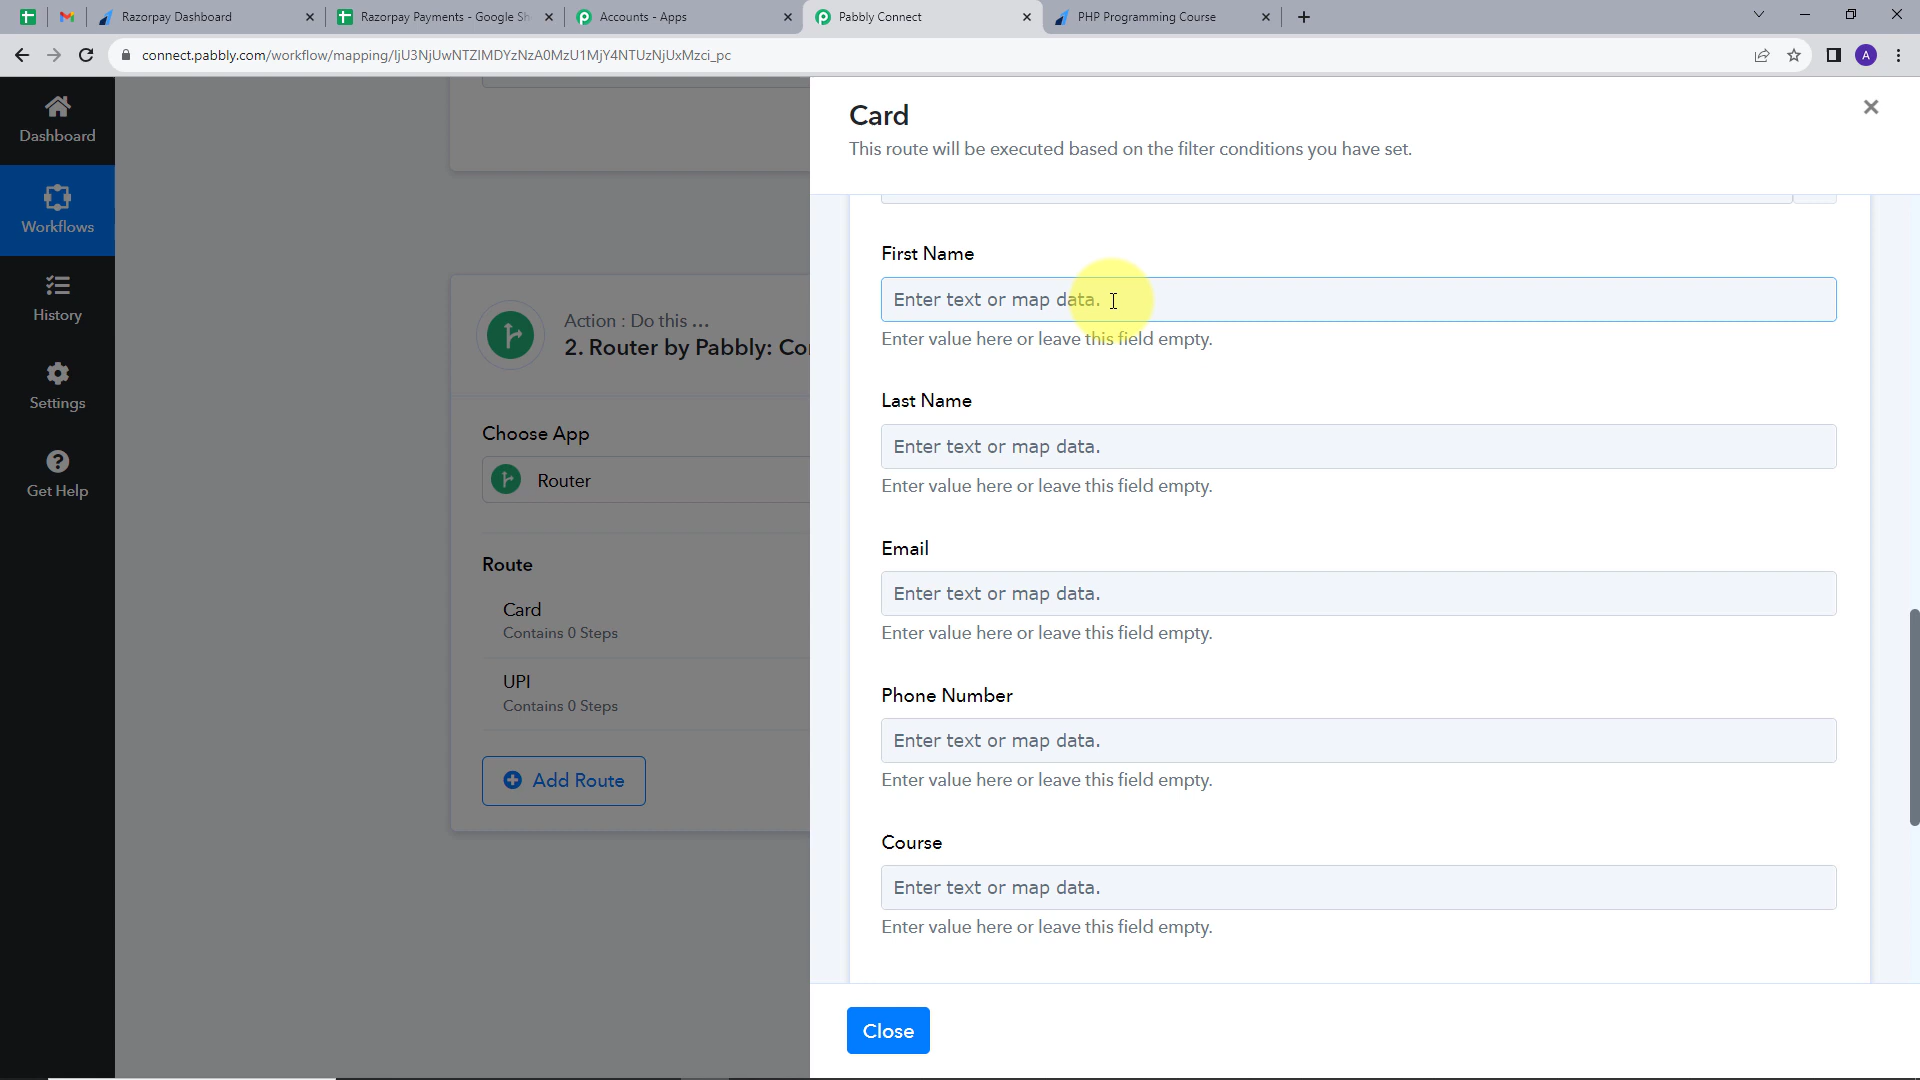 Razorpay Dashboard
Razorpay Payments - Google Sh
Accounts - Apps
Pabbly Connect
PHP Programming Course
connect.pabbly.com/workflow/mapping/IjU3NjUwNTZlMDYzNzA0MzU1MjY4NTUzNjUxMzci_pc
A
Dashboard
Workflows
History
Settings
Get Help
Action : Do this ...
2. Router by Pabbly: Co
Choose App
Router
Route
Card
Contains 0 Steps
UPI
Contains 0 Steps
Add Route
Card
This route will be executed based on the filter conditions you have set.
First Name
Enter text or map data.
Enter value here or leave this field empty.
Last Name
Enter text or map data.
Enter value here or leave this field empty.
Email
Enter text or map data.
Enter value here or leave this field empty.
Phone Number
Enter text or map data.
Enter value here or leave this field empty.
Course
Enter text or map data.
Enter value here or leave this field empty.
Close